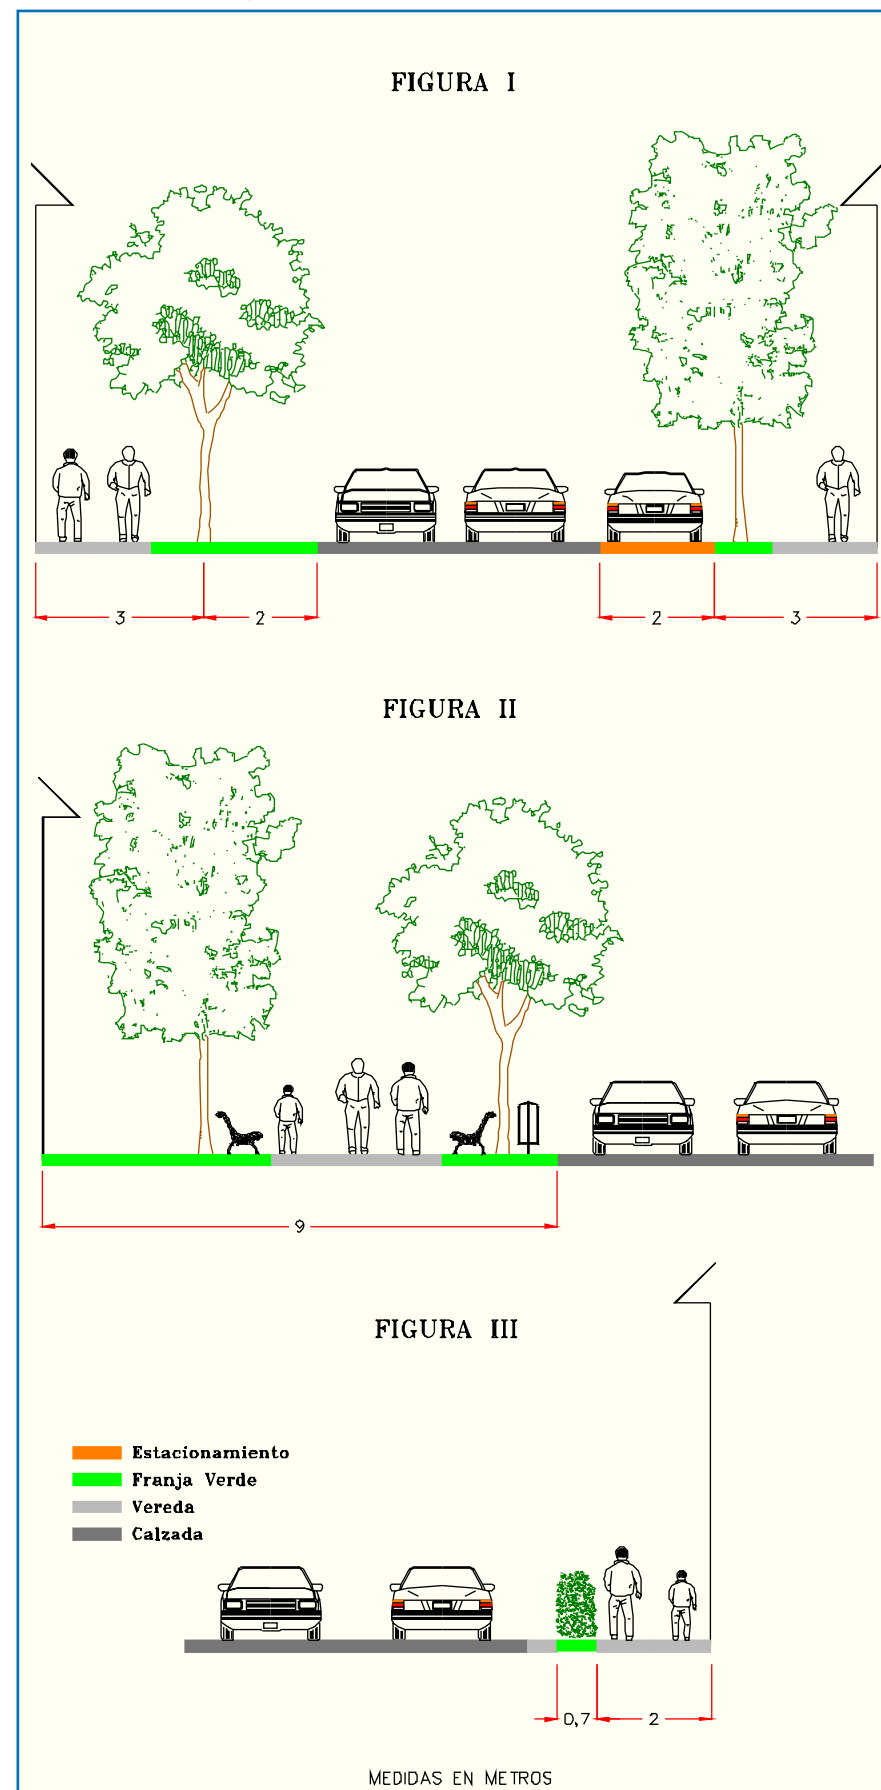 FIGURA I
3 2 2 3
FIGURA II
9
FIGURA III
Estacionamiento
Franja Verde
Vereda
Calzada
0,7 2
MEDIDAS EN METROS